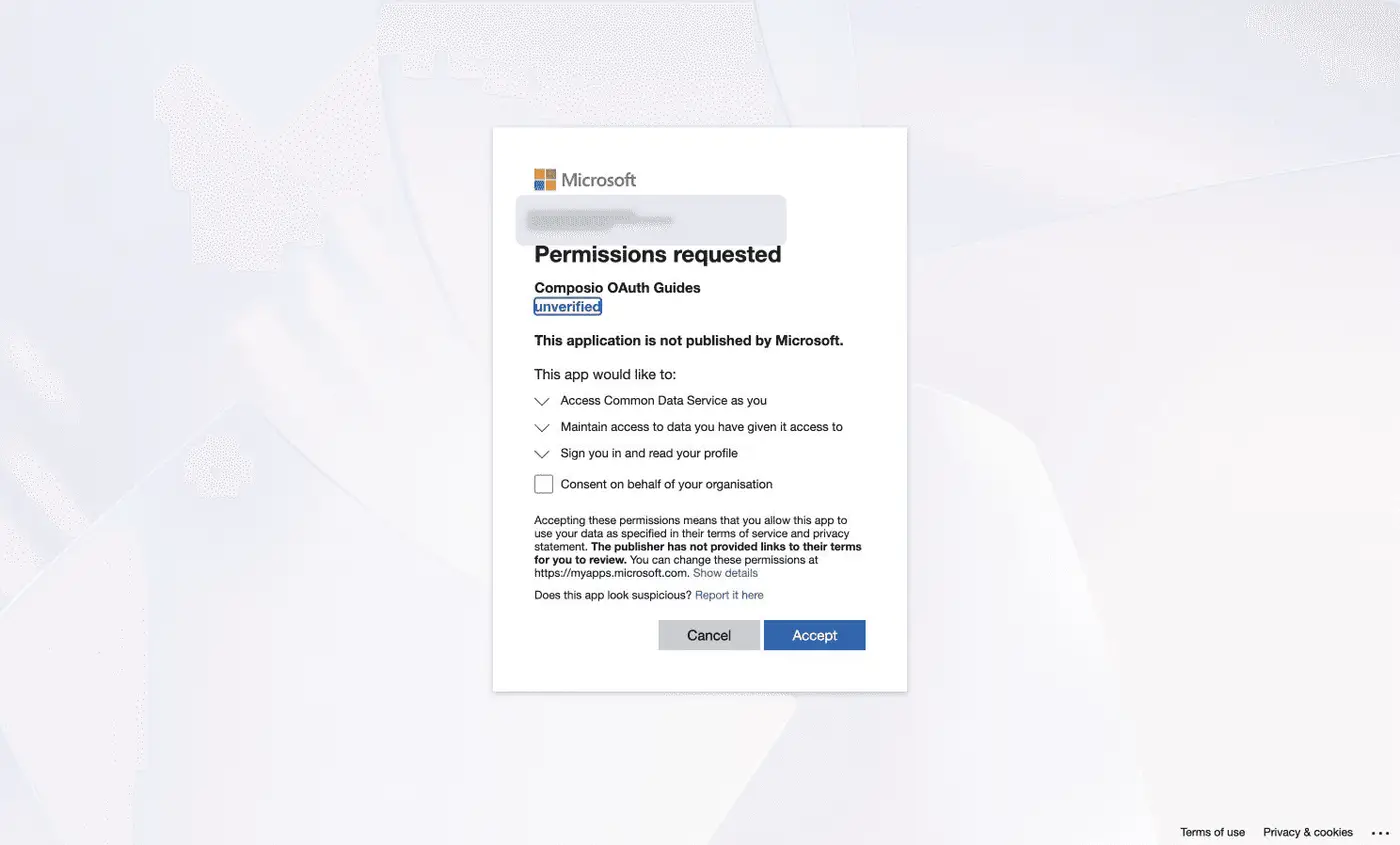 Microsoft
Permissions requested
Composio OAuth Guides
unverified
This application is not published by Microsoft.
This app would like to:
Access Common Data Service as you
Maintain access to data you have given it access to
Sign you in and read your profile
Consent on behalf of your organisation
Accepting these permissions means that you allow this app to
use your data as specified in their terms of service and privacy
statement. The publisher has not provided links to their terms
for you to review. You can change these permissions at
https://myapps.microsoft.com. Show details
Does this app look suspicious? Report it here
Cancel Accept
Terms of use Privacy & cookies ...